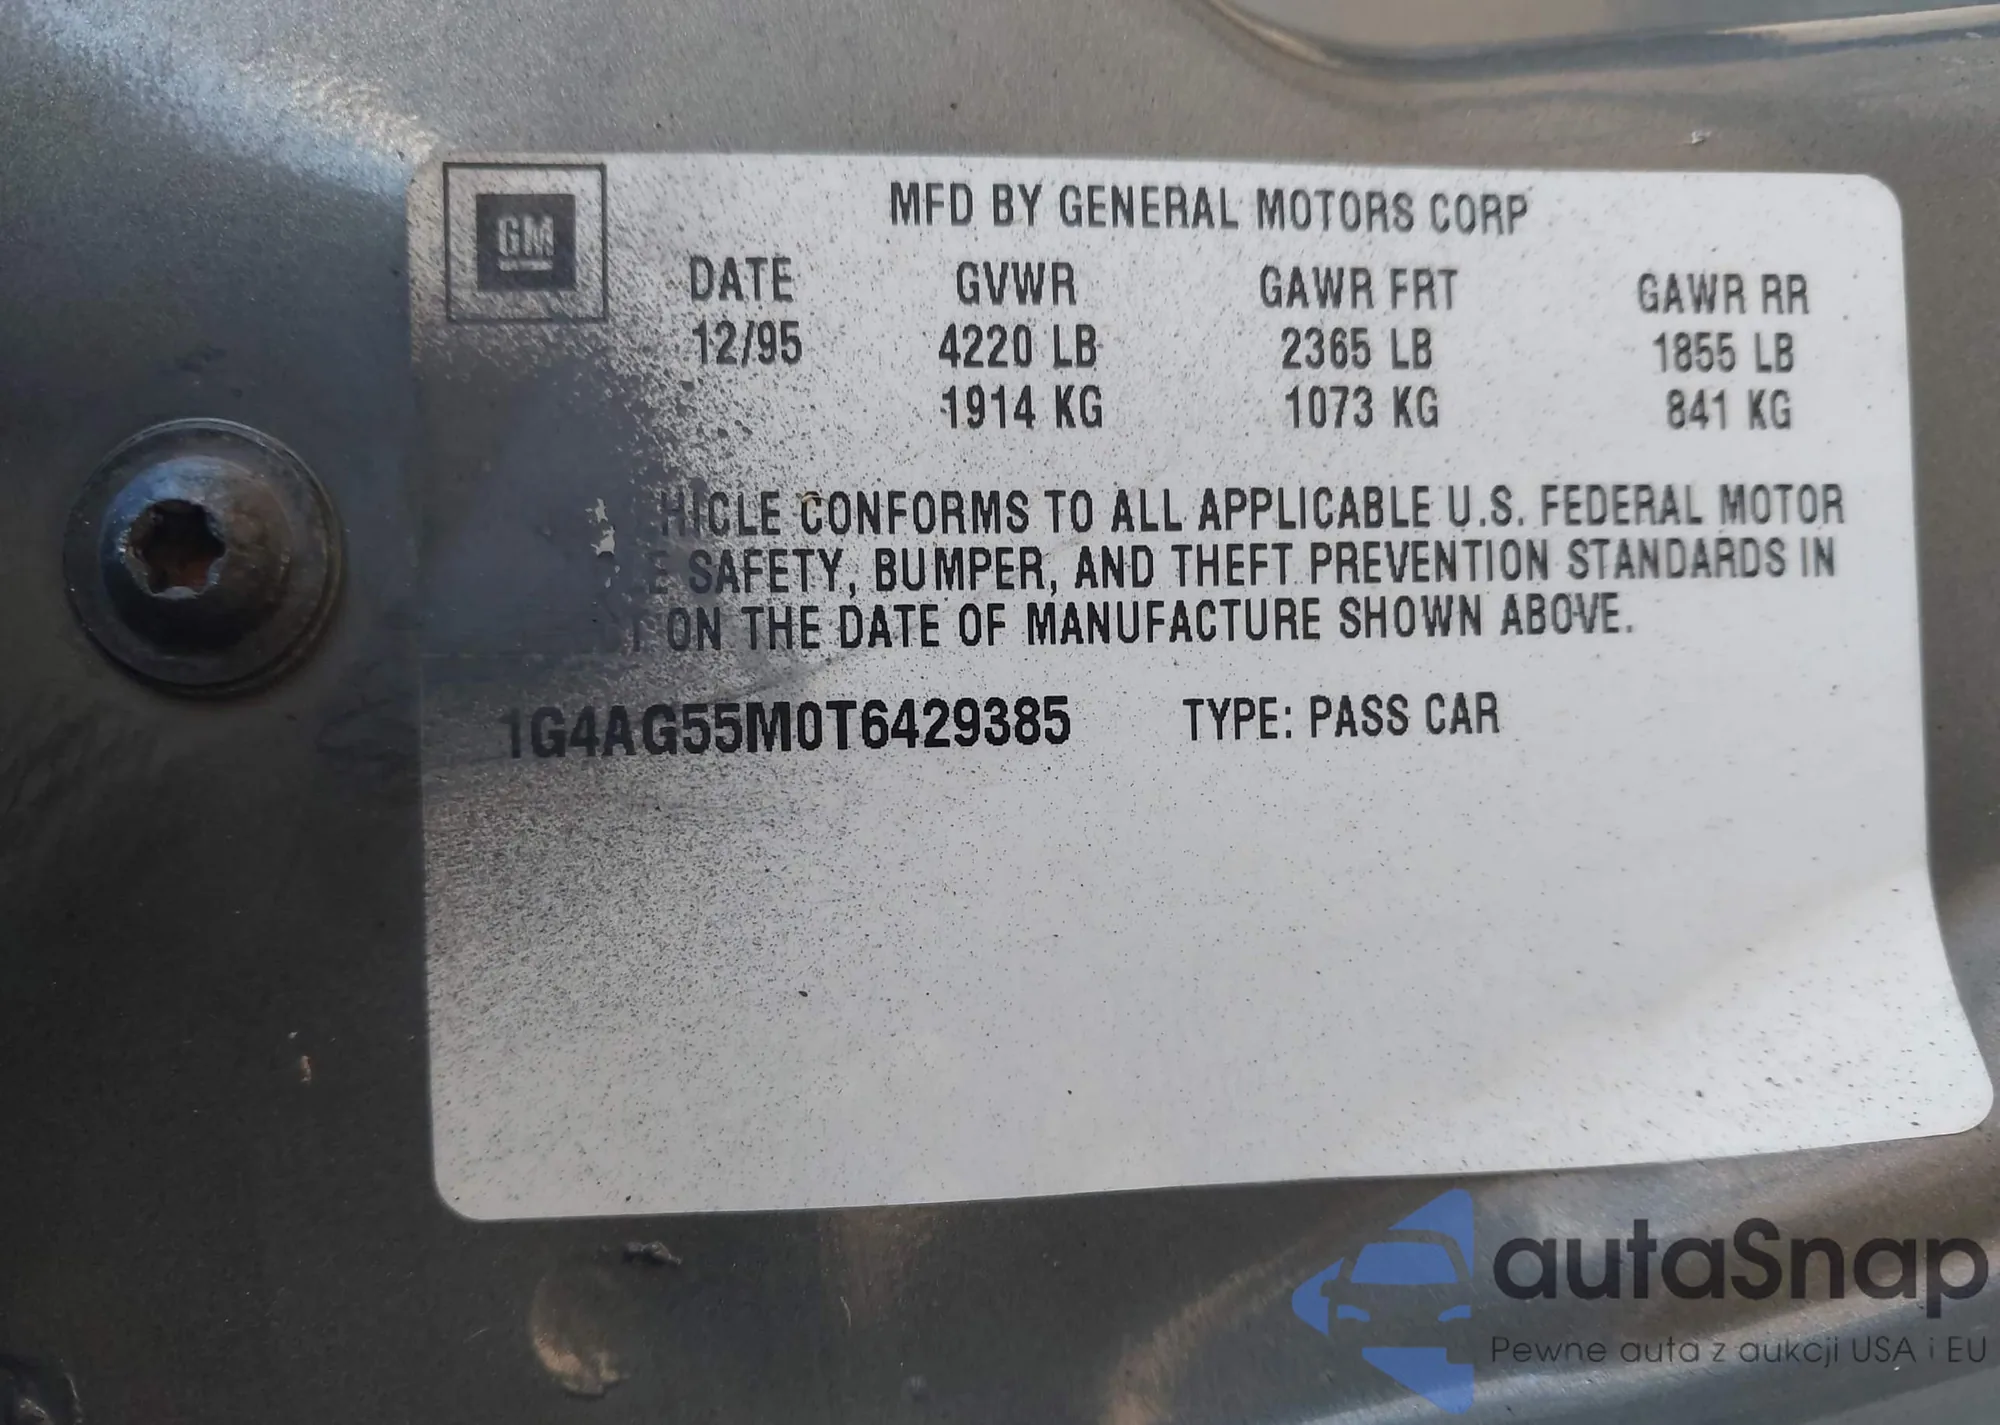 GM
MFD BY GENERAL MOTORS CORP
DATE GVWR GAWR FRT GAWR RR
12/95 4220 LB 2365 LB 1855 LB
1914 KG 1073 KG 841 KG
CONFORMS TO ALL APPLICABLE U.S. FEDERAL MOTOR
SAFETY, BUMPER, AND THEFT PREVENTION STANDARDS IN
ON THE DATE OF MANUFACTURE SHOWN ABOVE.
1G4AG55M0T6429385 TYPE: PASS CAR
autaSnap
Pewne auta z aukcji USA i EU